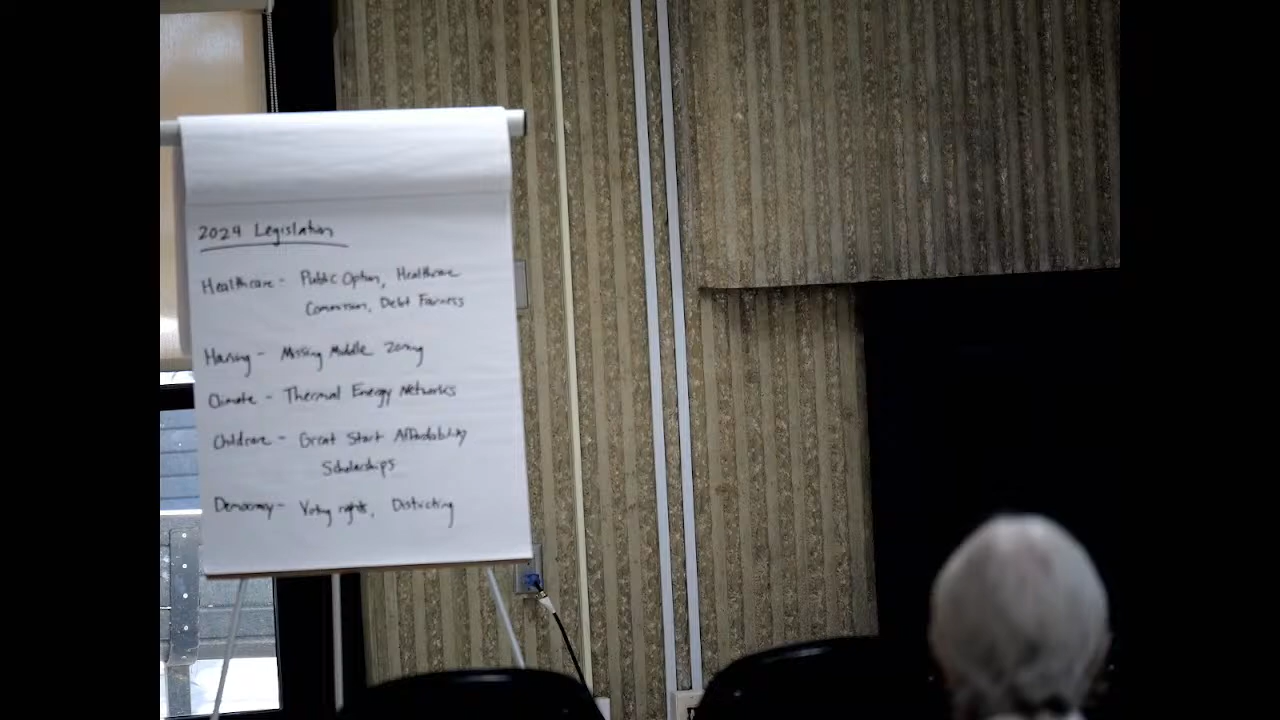 2024 Legislation
Healthcare - Public Option, Healthcare
Commission, Debt Fairness
Housing - Missing Middle Zoning
Climate - Thermal Energy Networks
Childcare - Great Start Affordability
Scholarships
Democracy - Voting rights, Districting